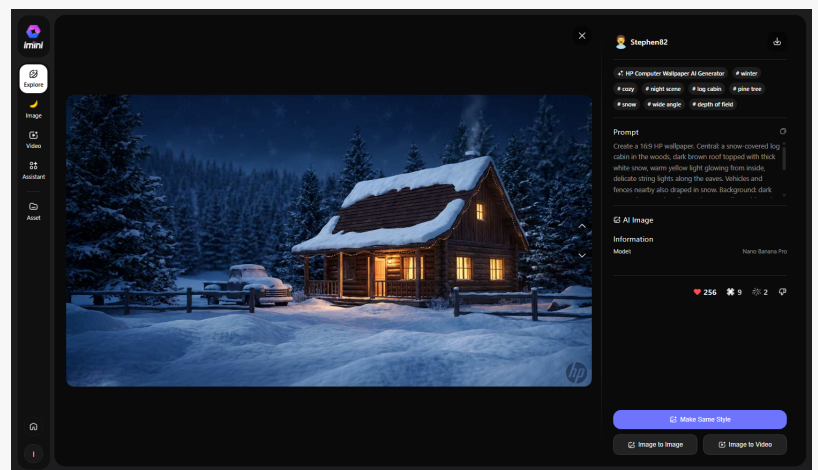 imini
Explore
Image
Video
Assistant
Asset
I
hp
Stephen82
HP Computer Wallpaper AI Generator
# winter
# cozy
# night scene
# log cabin
# pine tree
# snow
# wide angle
# depth of field
Prompt
Create a 16:9 HP wallpaper. Central: a snow-covered log
cabin in the woods, dark brown roof topped with thick
white snow, warm yellow light glowing from inside,
delicate string lights along the eaves. Vehicles and
fences nearby also draped in snow. Background: dark
AI Image
Information
Model
Nano Banana Pro
256
9
2
Make Same Style
Image to Image
Image to Video